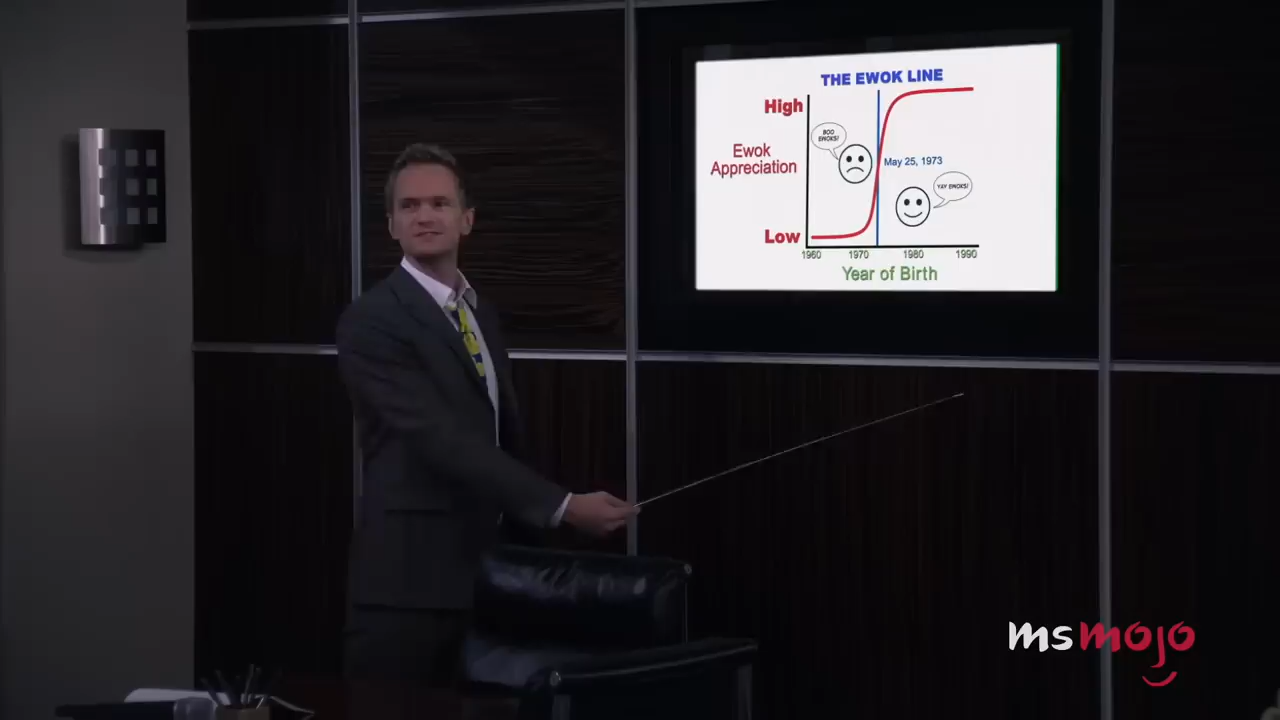 THE EWOK LINE
High
BOO
EWOKS!
Ewok
Appreciation
May 25, 1973
YAY EWOKS!
Low
1960 1970 1980 1990
Year of Birth
msmojo